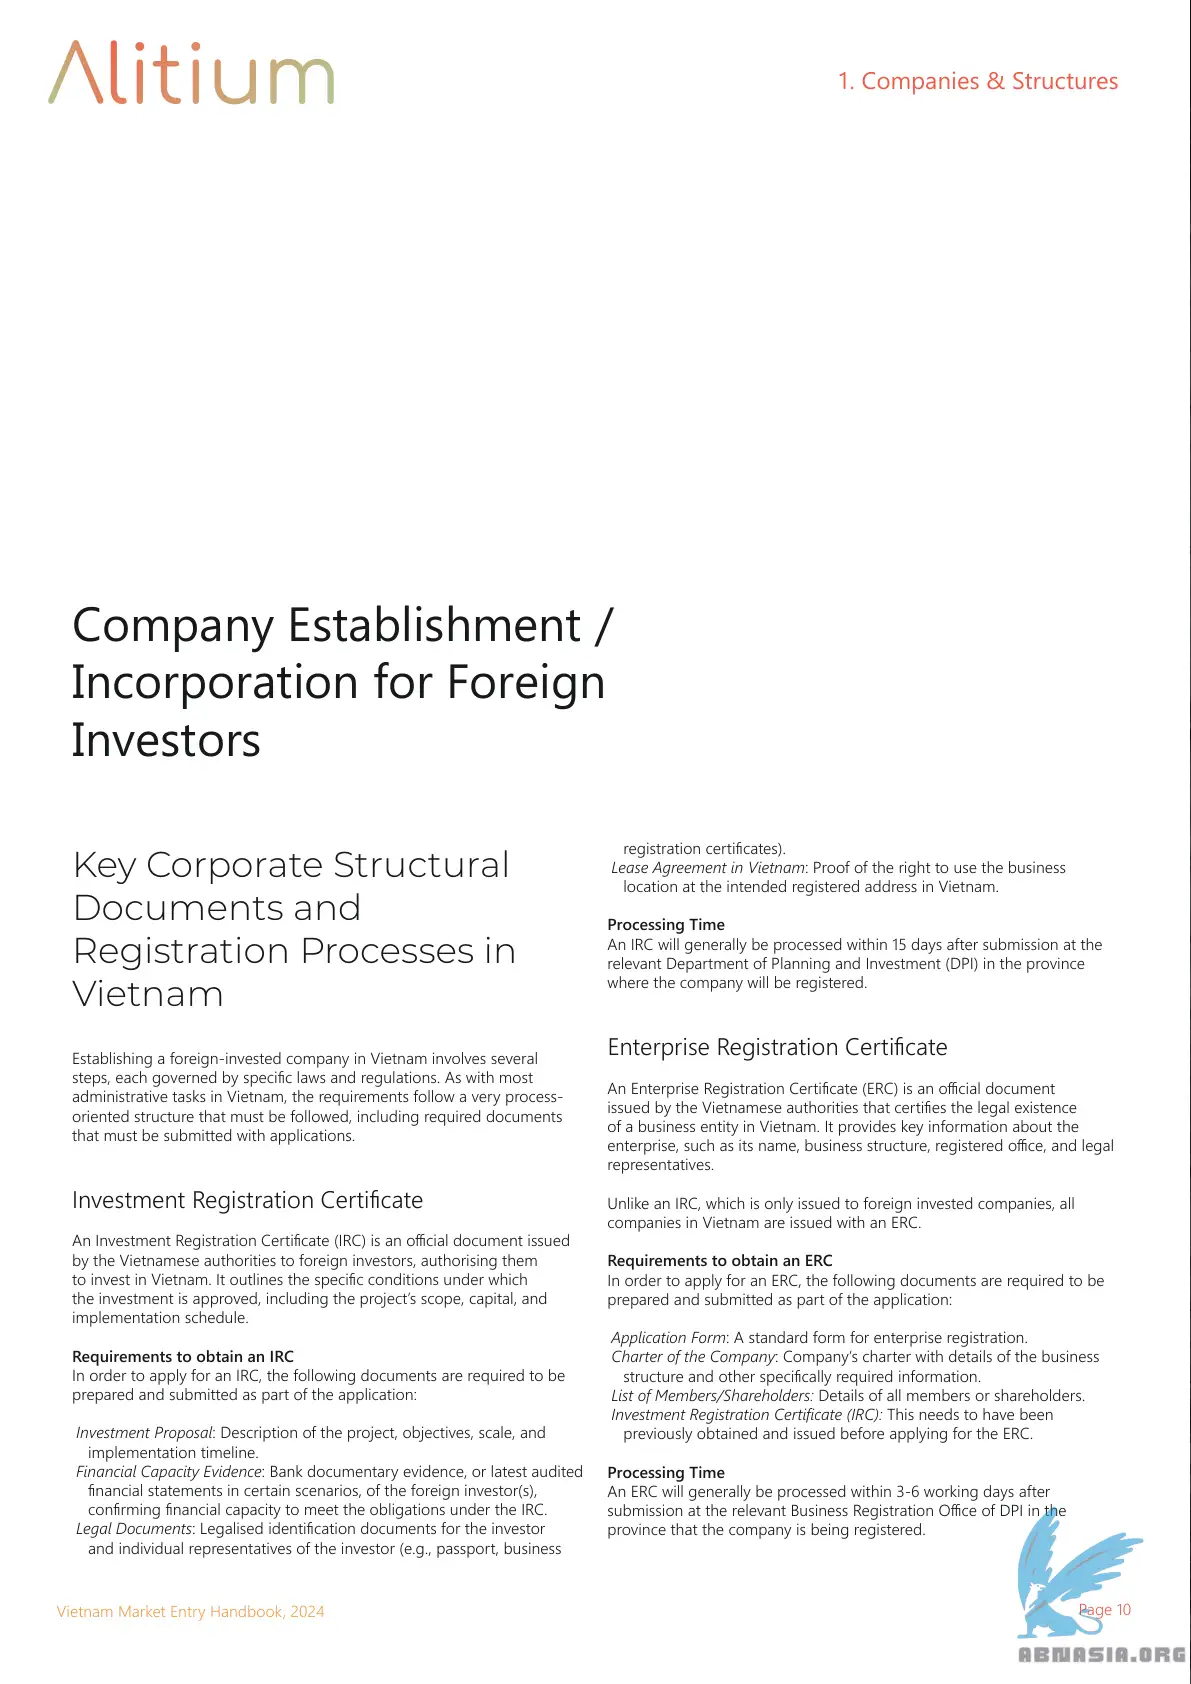 Alitium
1. Companies & Structures
Company Establishment /
Incorporation for Foreign
Investors
Key Corporate Structural
Documents and
Registration Processes in
Vietnam
Establishing a foreign-invested company in Vietnam involves several
steps, each governed by specific laws and regulations. As with most
administrative tasks in Vietnam, the requirements follow a very process-
oriented structure that must be followed, including required documents
that must be submitted with applications.
Investment Registration Certificate
An Investment Registration Certificate (IRC) is an official document issued
by the Vietnamese authorities to foreign investors, authorising them
to invest in Vietnam. It outlines the specific conditions under which
the investment is approved, including the project's scope, capital, and
implementation schedule.
Requirements to obtain an IRC
In order to apply for an IRC, the following documents are required to be
prepared and submitted as part of the application:
Investment Proposal: Description of the project, objectives, scale, and
implementation timeline.
Financial Capacity Evidence: Bank documentary evidence, or latest audited
financial statements in certain scenarios, of the foreign investor(s),
confirming financial capacity to meet the obligations under the IRC.
Legal Documents: Legalised identification documents for the investor
and individual representatives of the investor (e.g., passport, business
registration certificates).
Lease Agreement in Vietnam: Proof of the right to use the business
location at the intended registered address in Vietnam.
Processing Time
An IRC will generally be processed within 15 days after submission at the
relevant Department of Planning and Investment (DPI) in the province
where the company will be registered.
Enterprise Registration Certificate
An Enterprise Registration Certificate (ERC) is an official document
issued by the Vietnamese authorities that certifies the legal existence
of a business entity in Vietnam. It provides key information about the
enterprise, such as its name, business structure, registered office, and legal
representatives.
Unlike an IRC, which is only issued to foreign invested companies, all
companies in Vietnam are issued with an ERC.
Requirements to obtain an ERC
In order to apply for an ERC, the following documents are required to be
prepared and submitted as part of the application:
Application Form: A standard form for enterprise registration.
Charter of the Company: Company's charter with details of the business
structure and other specifically required information.
List of Members/Shareholders: Details of all members or shareholders.
Investment Registration Certificate (IRC): This needs to have been
previously obtained and issued before applying for the ERC.
Processing Time
An ERC will generally be processed within 3-6 working days after
submission at the relevant Business Registration Office of DPI in the
province that the company is being registered.
Vietnam Market Entry Handbook, 2024
Page 10
ABNASIA.ORG